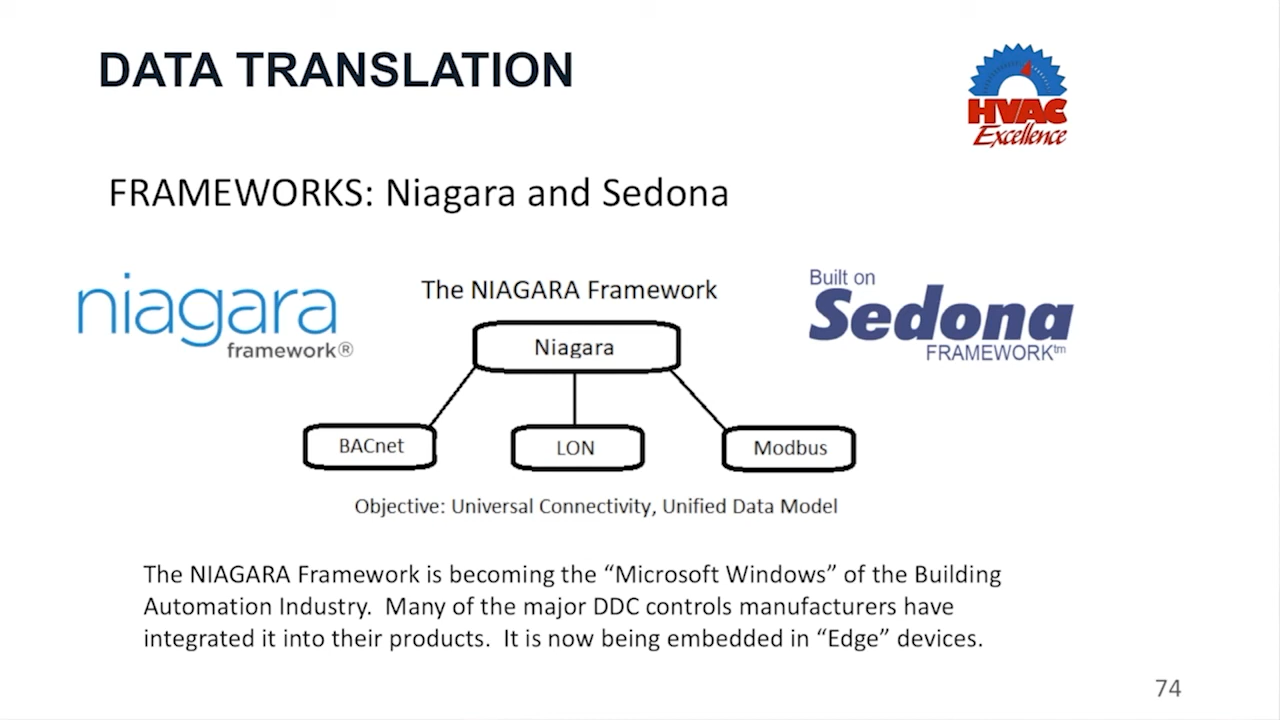 DATA TRANSLATION
HVAC
Excellence
FRAMEWORKS: Niagara and Sedona
niagara
framework®
The NIAGARA Framework
Built on
Sedona
FRAMEWORK™
Niagara
BACnet
LON
Modbus
Objective: Universal Connectivity, Unified Data Model
The NIAGARA Framework is becoming the “Microsoft Windows” of the Building
Automation Industry.  Many of the major DDC controls manufacturers have
integrated it into their products.  It is now being embedded in “Edge” devices.
74